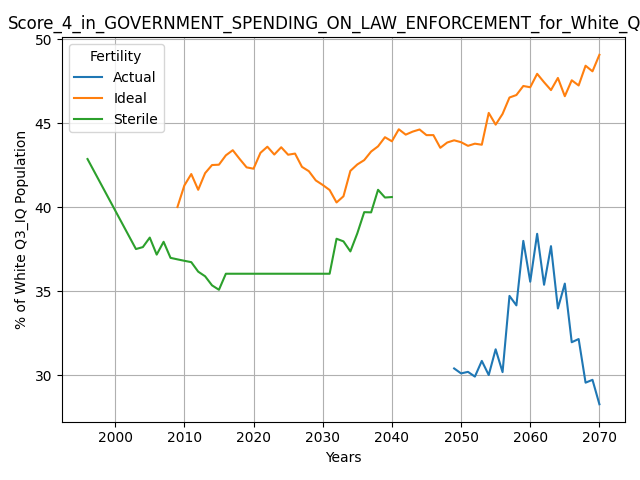 Score_4_in_GOVERNMENT_SPENDING_ON_LAW_ENFORCEMENT_for_White_Q
Fertility
Actual
Ideal
Sterile
% of White Q3_IQ Population
50
45
40
35
30
2000 2010 2020 2030 2040 2050 2060 2070
Years